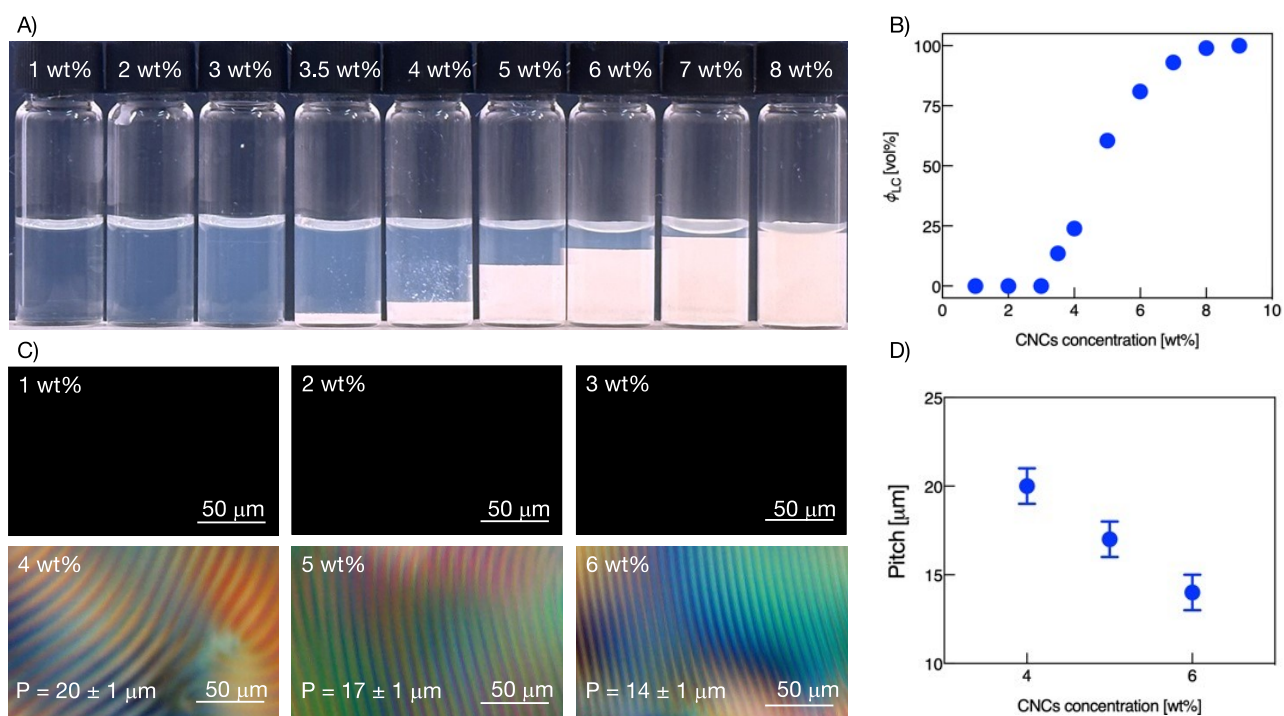 A)
1 wt% 2 wt% 3 wt% 3.5 wt% 4 wt% 5 wt% 6 wt% 7 wt% 8 wt%
B)
100
75
50
25
0
ϕLC [vol%]
0 2 4 6 8 10
CNCs concentration [wt%]
C)
1 wt%
50 μm
2 wt%
50 μm
3 wt%
50 μm
4 wt%
P = 20 ± 1 μm
50 μm
5 wt%
P = 17 ± 1 μm
50 μm
6 wt%
P = 14 ± 1 μm
50 μm
D)
25
20
15
10
Pitch [μm]
4 6
CNCs concentration [wt%]